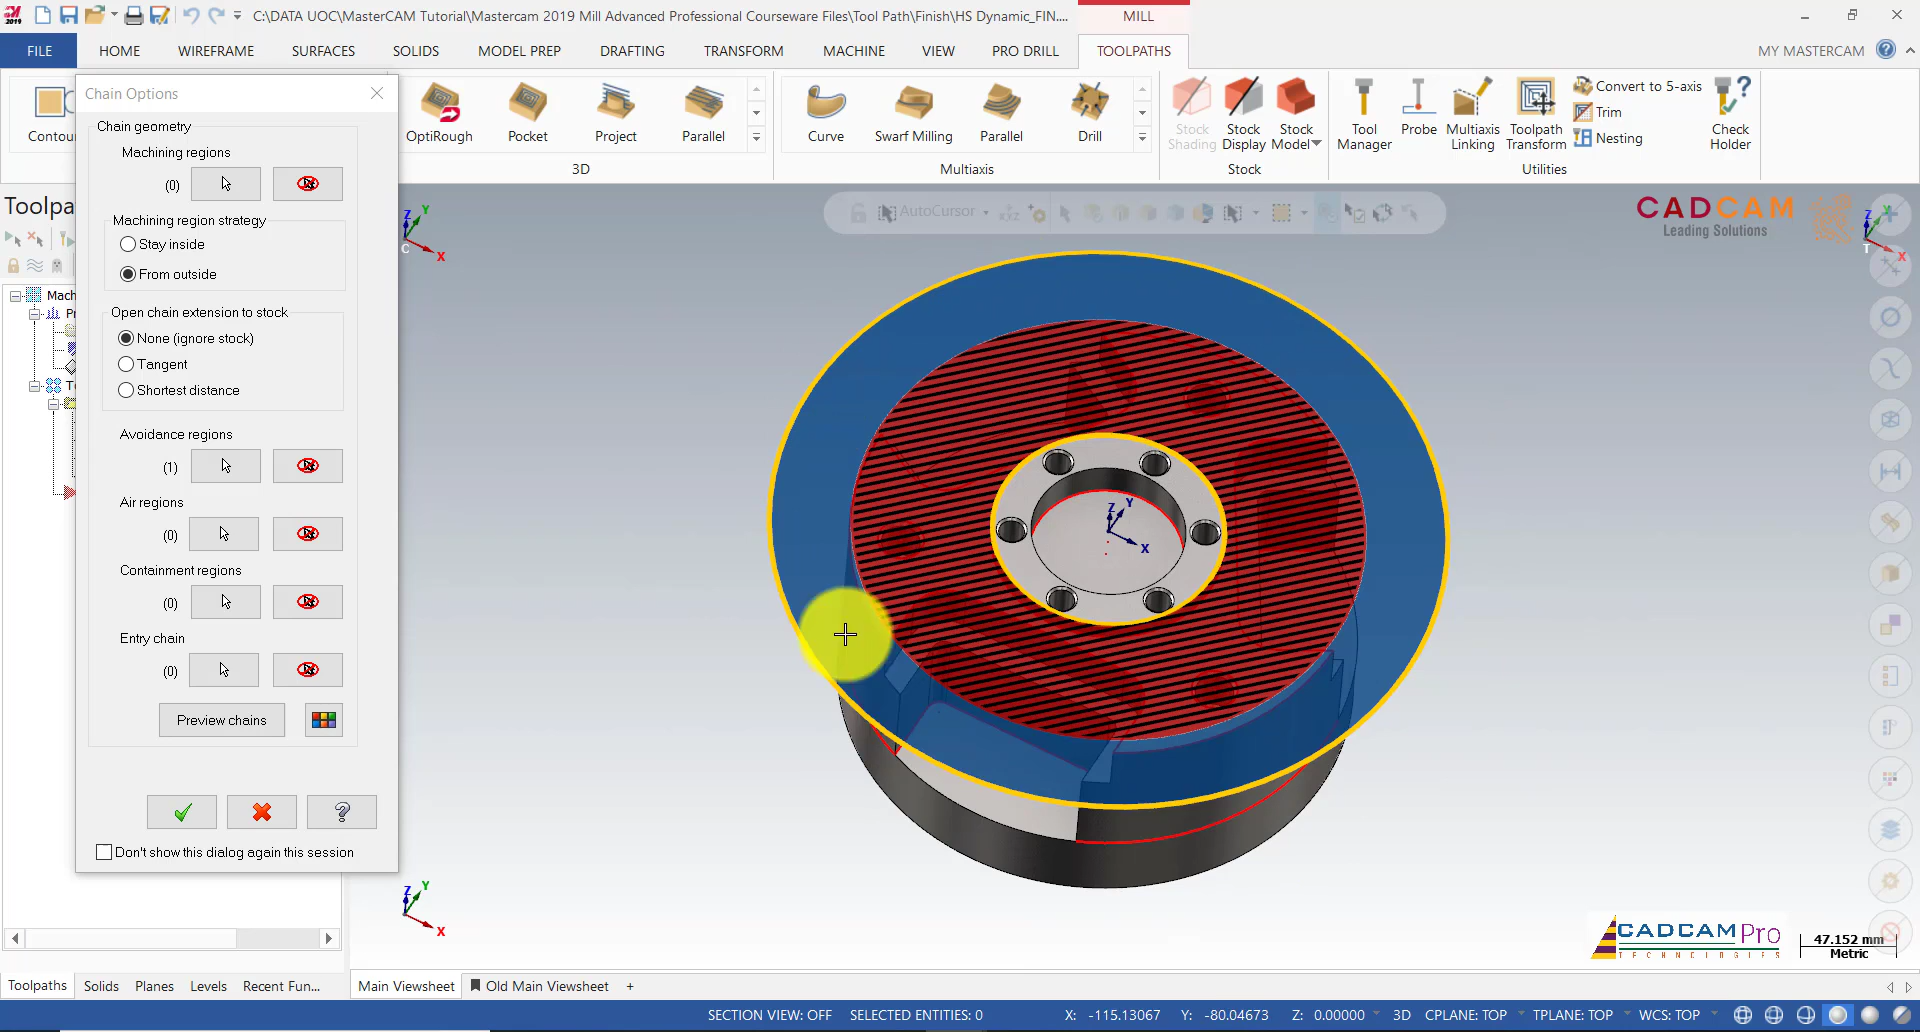 C:\DATA UOC\MasterCAM Tutorial\Mastercam 2019 Mill Advanced Professional Courseware Files\Tool Path\Finish\HS Dynamic_FIN....
MILL
FILE
HOME
WIREFRAME
SURFACES
SOLIDS
MODEL PREP
DRAFTING
TRANSFORM
MACHINE
VIEW
PRO DRILL
TOOLPATHS
MY MASTERCAM
Contou
OptiRough
Pocket
Project
Parallel
3D
Curve
Swarf Milling
Parallel
Drill
Multiaxis
Stock Shading
Stock Display
Stock Model
Stock
Tool Manager
Probe
Multiaxis Linking
Toolpath Transform
Convert to 5-axis
Trim
Nesting
Utilities
Check Holder
Chain Options
Chain geometry
Machining regions
(0)
Machining region strategy
Stay inside
From outside
Open chain extension to stock
None (ignore stock)
Tangent
Shortest distance
Avoidance regions
(1)
Air regions
(0)
Containment regions
(0)
Entry chain
(0)
Preview chains
Don't show this dialog again this session
Toolpa
2019
Mach
Pr
T
AutoCursor
CADCAM
Leading Solutions
Z
Y
X
C
Z
Y
X
T
Z
Y
X
Z
Y
X
CADCAM Pro
47.152 mm
Metric
Toolpaths
Solids
Planes
Levels
Recent Fun...
Main Viewsheet
Old Main Viewsheet
+
SECTION VIEW: OFF
SELECTED ENTITIES: 0
X: -115.13067
Y: -80.04673
Z: 0.00000
3D
CPLANE: TOP
TPLANE: TOP
WCS: TOP